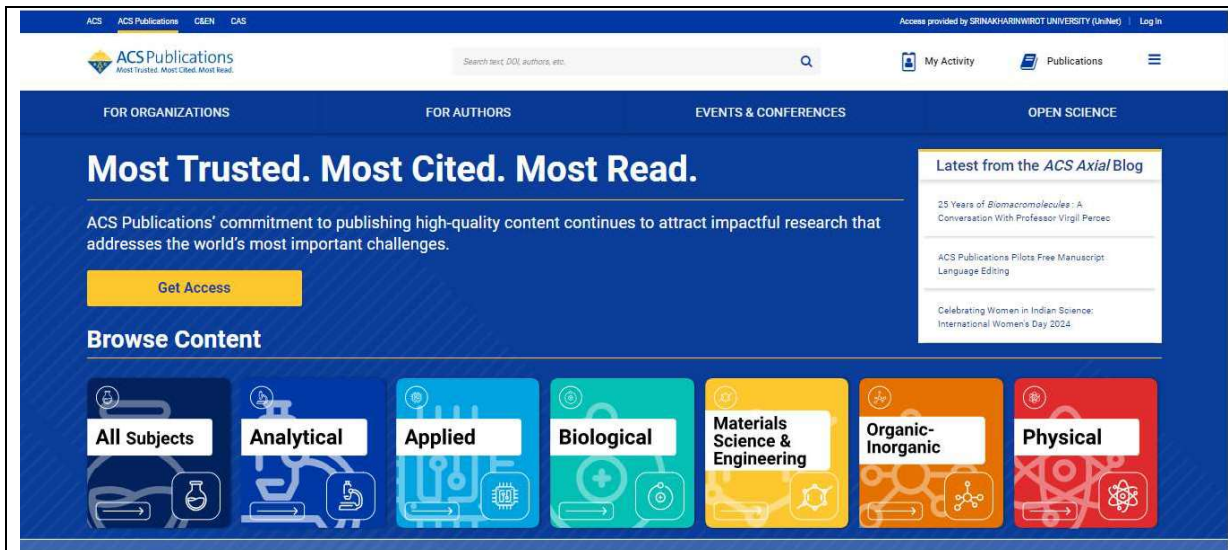 ACS ACS Publications C&EN CAS Access provided by SRINAKHARINWIROT UNIVERSITY (UniNet) | Log In
ACS Publications
Most Trusted. Most Cited. Most Read.
Search text, DOI, authors, etc.
My Activity
Publications
FOR ORGANIZATIONS FOR AUTHORS EVENTS & CONFERENCES OPEN SCIENCE
Most Trusted. Most Cited. Most Read.
ACS Publications' commitment to publishing high-quality content continues to attract impactful research that
addresses the world's most important challenges.
Get Access
Latest from the ACS Axial Blog
25 Years of Biomacromolecules : A
Conversation With Professor Virgil Percec
ACS Publications Pilots Free Manuscript
Language Editing
Celebrating Women in Indian Science:
International Women's Day 2024
Browse Content
All Subjects
Analytical
Applied
Biological
Materials
Science &
Engineering
Organic-
Inorganic
Physical